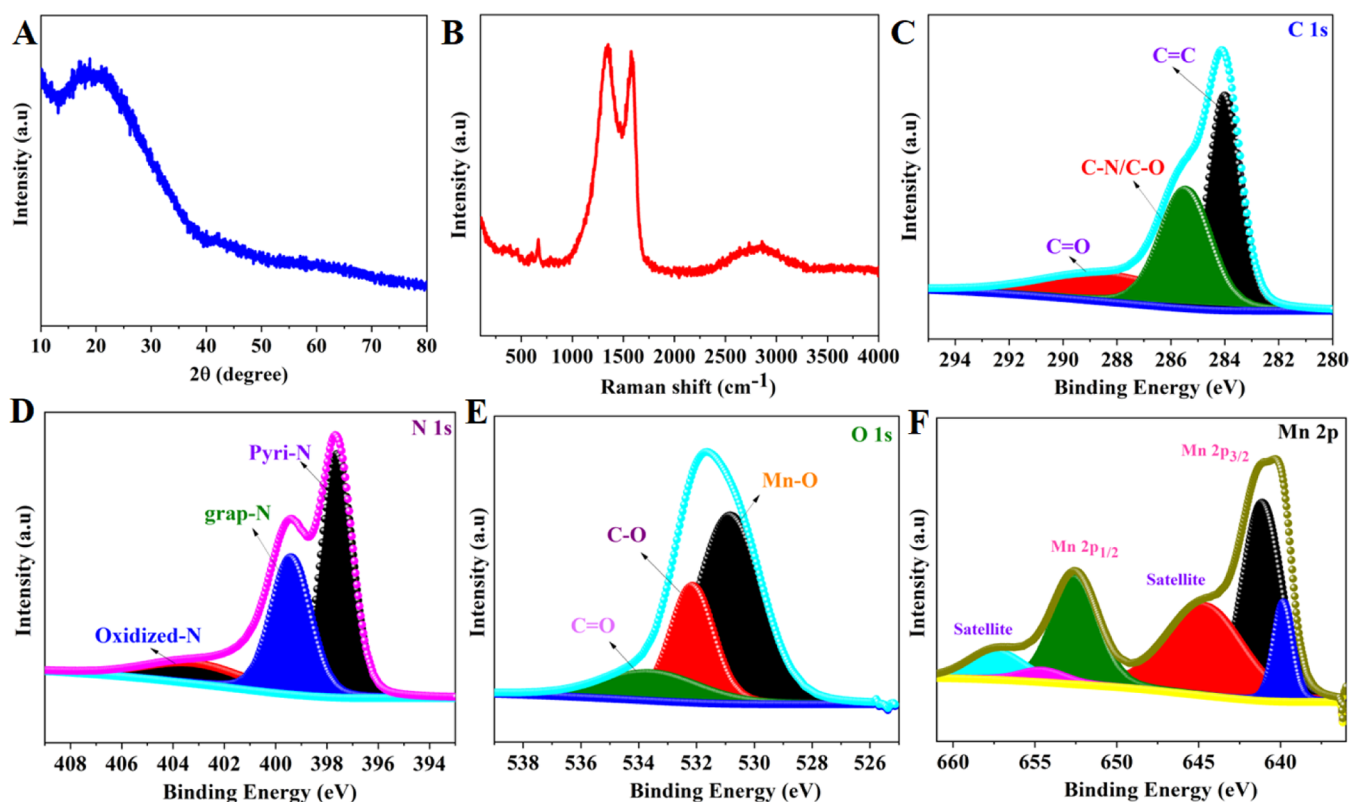 A
Intensity (a.u)
10 20 30 40 50 60 70 80
2θ (degree)
B
Intensity (a.u)
500 1000 1500 2000 2500 3000 3500 4000
Raman shift (cm-1)
C
C 1s
C=C
C-N/C-O
C=O
Intensity (a.u)
294 292 290 288 286 284 282 280
Binding Energy (eV)
D
N 1s
Pyri-N
grap-N
Oxidized-N
Intensity (a.u)
408 406 404 402 400 398 396 394
Binding Energy (eV)
E
O 1s
Mn-O
C-O
C=O
Intensity (a.u)
538 536 534 532 530 528 526
Binding Energy (eV)
F
Mn 2p
Mn 2p3/2
Mn 2p1/2
Satellite
Satellite
Intensity (a.u)
660 655 650 645 640
Binding Energy (eV)